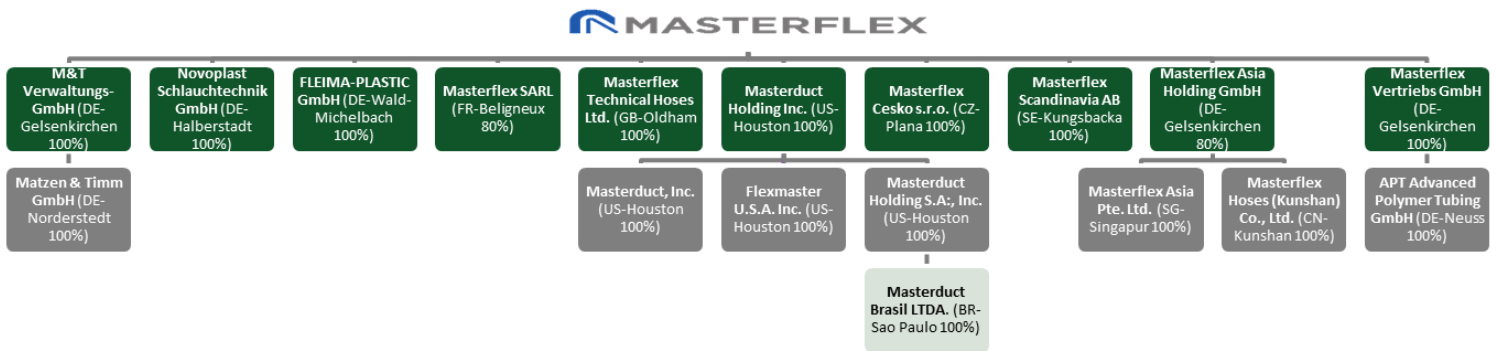 MASTERFLEX
M&T
Verwaltungs-
GmbH (DE-
Gelsenkirchen
100%)
Novoplast
Schlauchtechnik
GmbH (DE-
Halberstadt
100%)
FLEIMA-PLASTIC
GmbH (DE-Wald-
Michelbach
100%)
Masterflex SARL
(FR-Beligneux
80%)
Masterflex
Technical Hoses
Ltd. (GB-Oldham
100%)
Masterduct
Holding Inc. (US-
Houston 100%)
Masterflex
Cesko s.r.o. (CZ-
Plana 100%)
Masterflex
Scandinavia AB
(SE-Kungsbacka
100%)
Masterflex Asia
Holding GmbH
(DE-
Gelsenkirchen
80%)
Masterflex
Vertriebs GmbH
(DE-
Gelsenkirchen
100%)
Matzen & Timm
GmbH (DE-
Norderstedt
100%)
Masterduct, Inc.
(US-Houston
100%)
Flexmaster
U.S.A. Inc. (US-
Houston 100%)
Masterduct
Holding S.A:, Inc.
(US-Houston
100%)
Masterflex Asia
Pte. Ltd. (SG-
Singapur 100%)
Masterflex
Hoses (Kunshan)
Co., Ltd. (CN-
Kunshan 100%)
APT Advanced
Polymer Tubing
GmbH (DE-Neuss
100%)
Masterduct
Brasil LTDA. (BR-
Sao Paulo 100%)